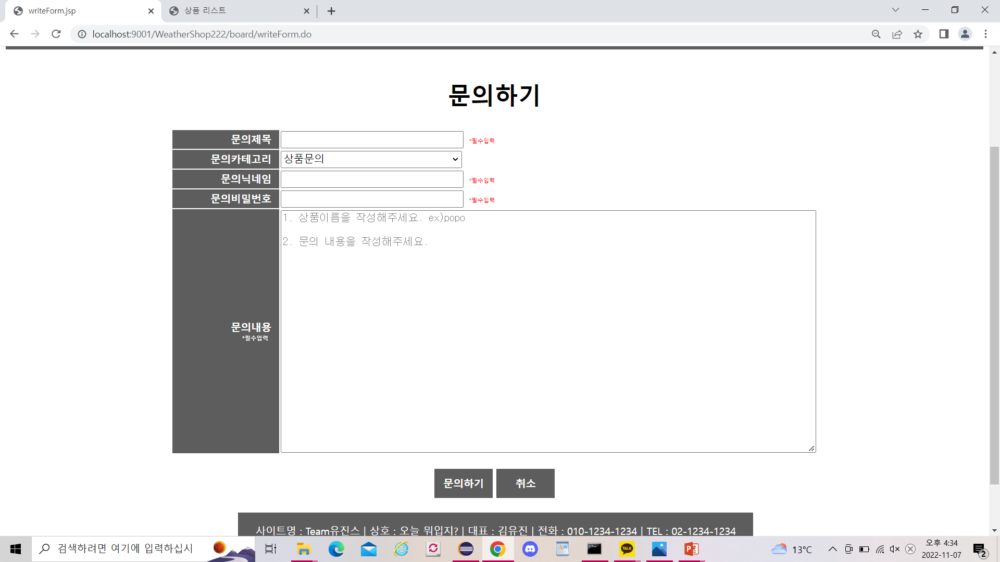 writeForm.jsp
상품 리스트
localhost:9001/WeatherShop222/board/writeForm.do
문의하기
문의제목
*필수입력
문의카테고리
상품문의
문의닉네임
*필수입력
문의비밀번호
*필수입력
문의내용
*필수입력
1. 상품이름을 작성해주세요. ex)popo
2. 문의 내용을 작성해주세요.
문의하기
취소
사이트명 : Team유진스 | 상호 : 오늘 뭐입지? | 대표 : 김유진 | 전화 : 010-1234-1234 | TEL : 02-1234-1234
검색하려면 여기에 입력하십시
TALK
13°C
오후 4:34
2022-11-07
2